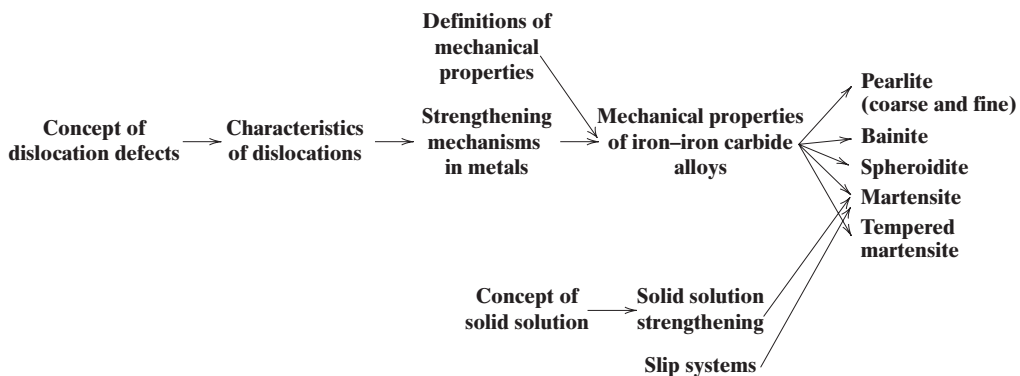 Definitions of
mechanical
properties
Concept of
dislocation defects
Characteristics
of dislocations
Strengthening
mechanisms
in metals
Mechanical properties
of iron–iron carbide
alloys
Pearlite
(coarse and fine)
Bainite
Spheroidite
Martensite
Tempered
martensite
Concept of
solid solution
Solid solution
strengthening
Slip systems